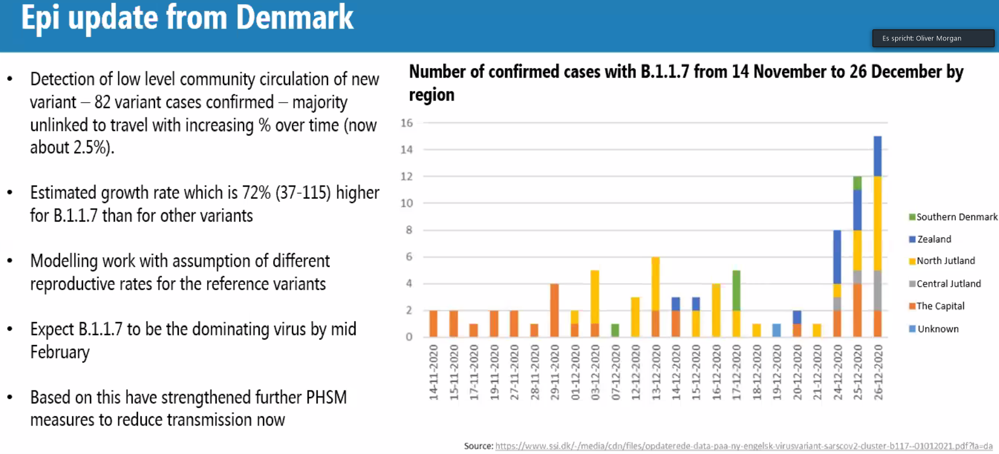 Epi update from Denmark
Es spricht: Oliver Morgan
• Detection of low level community circulation of new
variant – 82 variant cases confirmed – majority
unlinked to travel with increasing % over time (now
about 2.5%).
• Estimated growth rate which is 72% (37-115) higher
for B.1.1.7 than for other variants
• Modelling work with assumption of different
reproductive rates for the reference variants
• Expect B.1.1.7 to be the dominating virus by mid
February
• Based on this have strengthened further PHSM
measures to reduce transmission now
Number of confirmed cases with B.1.1.7 from 14 November to 26 December by
region
16
14
12
10
8
6
4
2
0
14-11-2020
15-11-2020
17-11-2020
19-11-2020
27-11-2020
28-11-2020
29-11-2020
01-12-2020
03-12-2020
07-12-2020
12-12-2020
13-12-2020
14-12-2020
15-12-2020
16-12-2020
17-12-2020
18-12-2020
19-12-2020
20-12-2020
21-12-2020
24-12-2020
25-12-2020
26-12-2020
Southern Denmark
Zealand
North Jutland
Central Jutland
The Capital
Unknown
Source: https://www.ssi.dk/-/media/cdn/files/opdaterede-data-paa-ny-engelsk-virusvariant-sarscov2-cluster-b117--01012021.pdf?la=da